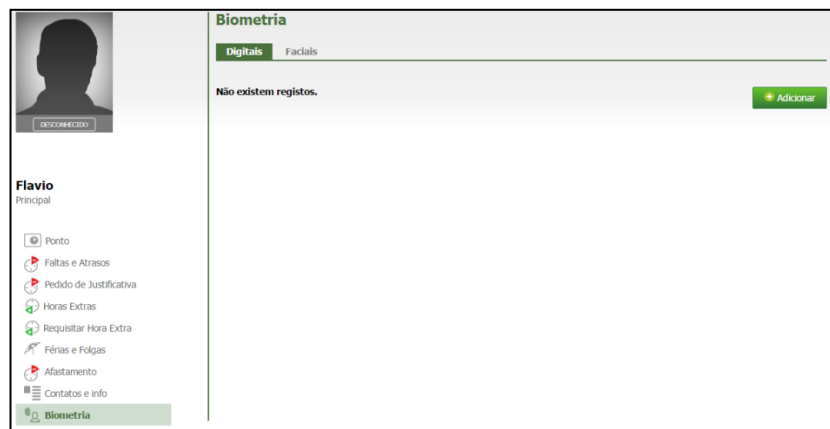 DESCONHECIDO
Flavio
Principal
Ponto
Faltas e Atrasos
Pedido de Justificativa
Horas Extras
Requisitar Hora Extra
Férias e Folgas
Afastamento
Contatos e info
Biometria
Biometria
Digitais Faciais
Não existem registos.
Adicionar